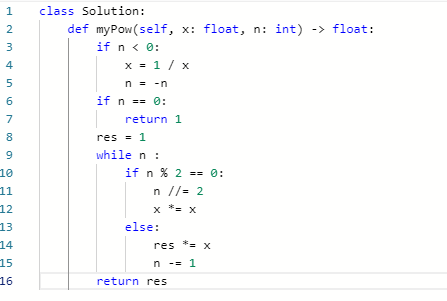 1 class Solution:
2     def myPow(self, x: float, n: int) -> float:
3         if n < 0:
4             x = 1 / x
5             n = -n
6         if n == 0:
7             return 1
8         res = 1
9         while n :
10             if n % 2 == 0:
11                 n //= 2
12                 x *= x
13             else:
14                 res *= x
15                 n -= 1
16         return res